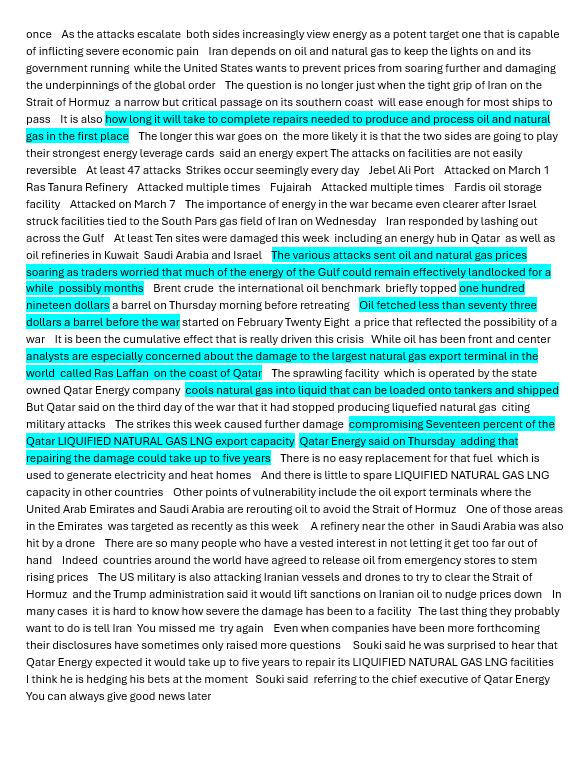 once   As the attacks escalate  both sides increasingly view energy as a potent target one that is capable
of inflicting severe economic pain   Iran depends on oil and natural gas to keep the lights on and its
government running  while the United States wants to prevent prices from soaring further and damaging
the underpinnings of the global order   The question is no longer just when the tight grip of Iran on the
Strait of Hormuz  a narrow but critical passage on its southern coast  will ease enough for most ships to
pass   It is also how long it will take to complete repairs needed to produce and process oil and natural
gas in the first place   The longer this war goes on  the more likely it is that the two sides are going to play
their strongest energy leverage cards  said an energy expert The attacks on facilities are not easily
reversible   At least 47 attacks  Strikes occur seemingly every day   Jebel Ali Port   Attacked on March 1
Ras Tanura Refinery   Attacked multiple times   Fujairah   Attacked multiple times   Fardis oil storage
facility   Attacked on March 7   The importance of energy in the war became even clearer after Israel
struck facilities tied to the South Pars gas field of Iran on Wednesday   Iran responded by lashing out
across the Gulf   At least Ten sites were damaged this week  including an energy hub in Qatar  as well as
oil refineries in Kuwait  Saudi Arabia and Israel   The various attacks sent oil and natural gas prices
soaring as traders worried that much of the energy of the Gulf could remain effectively landlocked for a
while  possibly months   Brent crude  the international oil benchmark  briefly topped one hundred
nineteen dollars a barrel on Thursday morning before retreating   Oil fetched less than seventy three
dollars a barrel before the war started on February Twenty Eight  a price that reflected the possibility of a
war   It is been the cumulative effect that is really driven this crisis   While oil has been front and center
analysts are especially concerned about the damage to the largest natural gas export terminal in the
world  called Ras Laffan  on the coast of Qatar   The sprawling facility  which is operated by the state
owned Qatar Energy company  cools natural gas into liquid that can be loaded onto tankers and shipped
But Qatar said on the third day of the war that it had stopped producing liquefied natural gas  citing
military attacks   The strikes this week caused further damage  compromising Seventeen percent of the
Qatar LIQUIFIED NATURAL GAS LNG export capacity  Qatar Energy said on Thursday  adding that
repairing the damage could take up to five years   There is no easy replacement for that fuel  which is
used to generate electricity and heat homes   And there is little to spare LIQUIFIED NATURAL GAS LNG
capacity in other countries   Other points of vulnerability include the oil export terminals where the
United Arab Emirates and Saudi Arabia are rerouting oil to avoid the Strait of Hormuz   One of those areas
in the Emirates  was targeted as recently as this week    A refinery near the other  in Saudi Arabia was also
hit by a drone   There are so many people who have a vested interest in not letting it get too far out of
hand   Indeed  countries around the world have agreed to release oil from emergency stores to stem
rising prices   The US military is also attacking Iranian vessels and drones to try to clear the Strait of
Hormuz  and the Trump administration said it would lift sanctions on Iranian oil to nudge prices down   In
many cases  it is hard to know how severe the damage has been to a facility  The last thing they probably
want to do is tell Iran  You missed me  try again   Even when companies have been more forthcoming
their disclosures have sometimes only raised more questions    Souki said he was surprised to hear that
Qatar Energy expected it would take up to five years to repair its LIQUIFIED NATURAL GAS LNG facilities
I think he is hedging his bets at the moment  Souki said  referring to the chief executive of Qatar Energy
You can always give good news later